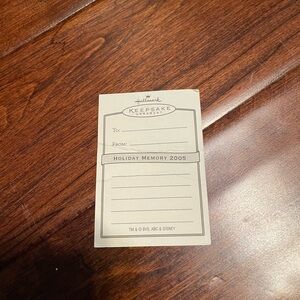 Hallmark
KEEPSAKE
ORNAMENT
TO:
FROM:
HOLIDAY MEMORY 2005
TM & © BVS, ABC & DISNEY